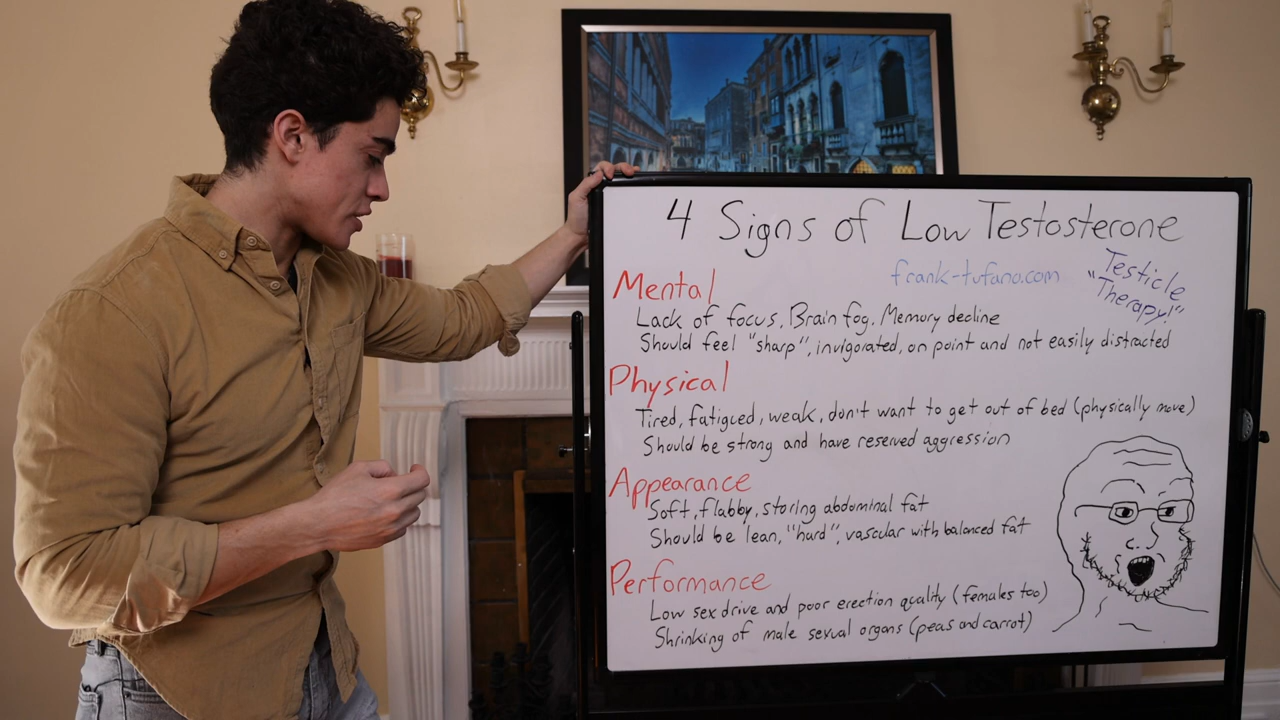 4 Signs of Low Testosterone
frank-tufano.com
"Testicle
Therapy!"
Mental
Lack of focus, Brain fog, Memory decline
Should feel "sharp", invigorated, on point and not easily distracted
Physical
Tired, fatigued, weak, don't want to get out of bed (physically move)
Should be strong and have reserved aggression
Appearance
Soft, flabby, storing abdominal fat
Should be lean, "hard", vascular with balanced fat
Performance
Low sex drive and poor erection quality (females too)
Shrinking of male sexual organs (peas and carrot)